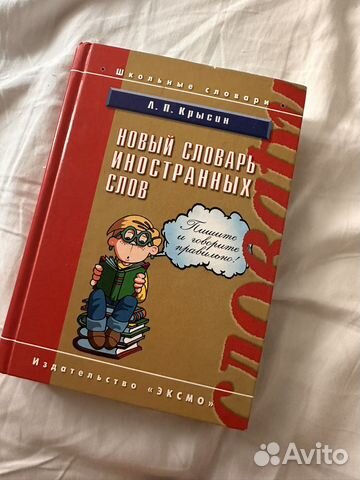 Школьные словари
Л. П. Крысин
НОВЫЙ СЛОВАРЬ
ИНОСТРАННЫХ
СЛОВ
Пишите
и говорите
правильно!
СЛОВАРИ
Издательство «ЭКСМО»
Avito